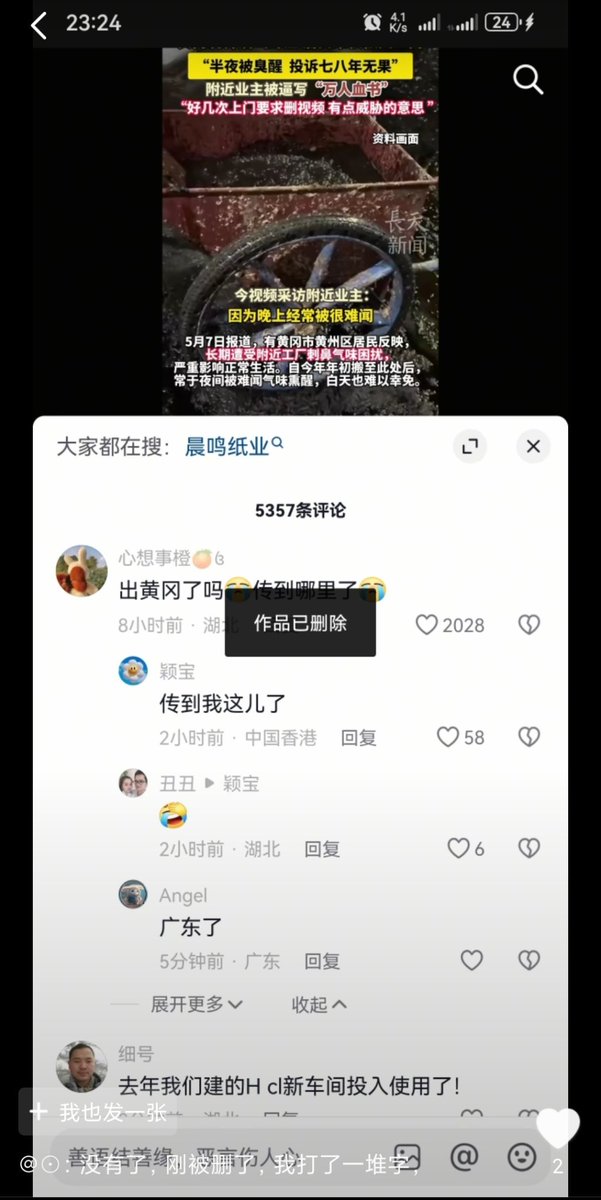 23:24
4.1
K/s
24
“半夜被臭醒 投诉七八年无果”
附近业主被逼写“万人血书”
“好几次上门要求删视频 有点威胁的意思”
资料画面
長禾
新闻
今视频采访附近业主：
因为晚上经常被很难闻
5月7日报道，有黄冈市黄州区居民反映，
长期遭受附近工厂刺鼻气味困扰，
严重影响正常生活。自今年年初搬至此处后，
常于夜间被难闻气味熏醒，白天也难以幸免。
大家都在搜：晨鸣纸业
5357条评论
心想事橙🍊
出黄冈了吗😭传到哪里了😭
8小时前 · 湖北 2028
作品已删除
颖宝
传到我这儿了
2小时前 · 中国香港 回复 58
丑丑 ▶ 颖宝
😂
2小时前 · 湖北 回复 6
Angel
广东了
5分钟前 · 广东 回复
展开更多 收起
细号
去年我们建的H cl新车间投入使用了！
湖北 回复
+ 我也发一张
善语结善缘，恶言伤人心
@⊙：没有了，刚被删了，我打了一堆字，
2